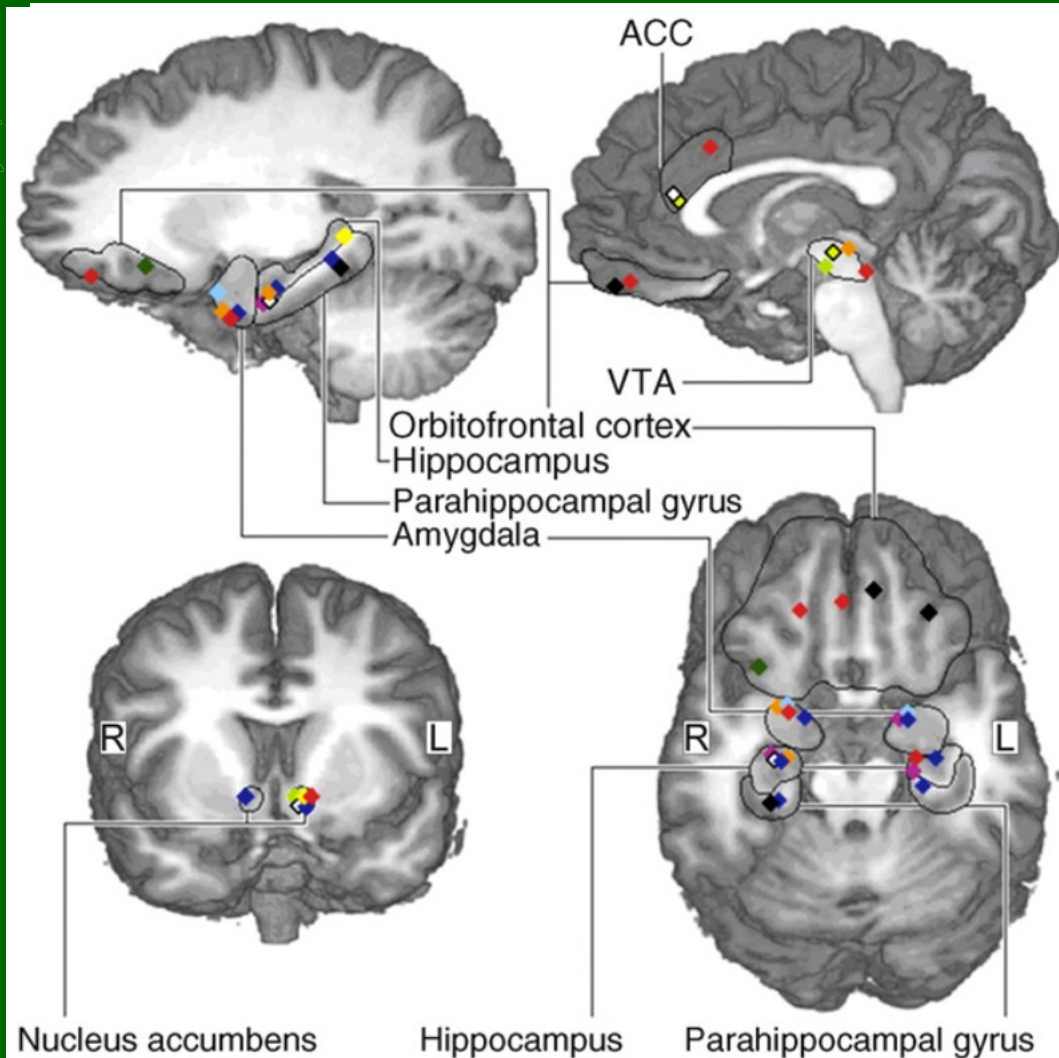 ACC
VTA
Orbitofrontal cortex
Hippocampus
Parahippocampal gyrus
Amygdala
R
L
R
L
Nucleus accumbens
Hippocampus
Parahippocampal gyrus